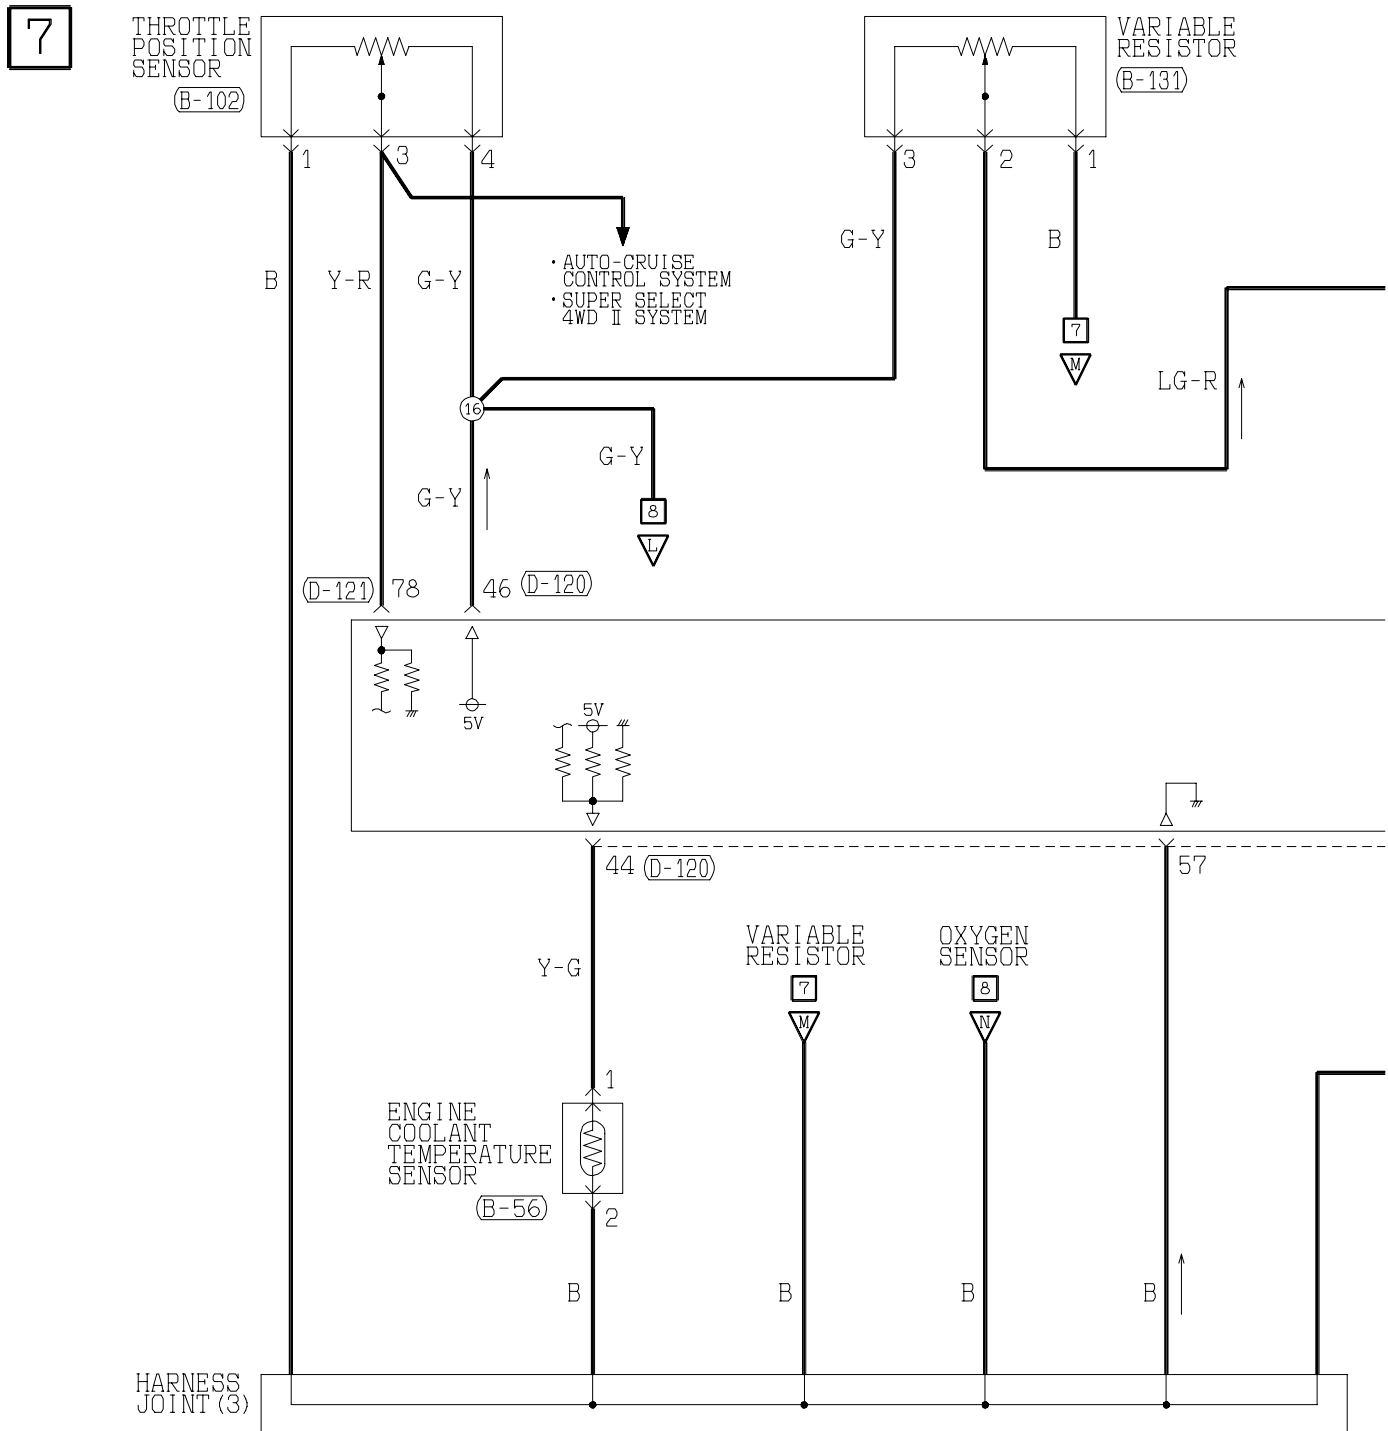 7
THROTTLE
POSITION
SENSOR
B-102
VARIABLE
RESISTOR
B-131
1
3
4
3
2
1
B
Y-R
G-Y
· AUTO-CRUISE
CONTROL SYSTEM
· SUPER SELECT
4WD Ⅱ SYSTEM
G-Y
B
7
M
LG-R
16
G-Y
8
L
G-Y
D-121
78
46
D-120
5V
5V
44
D-120
57
Y-G
VARIABLE
RESISTOR
7
M
OXYGEN
SENSOR
8
N
1
ENGINE
COOLANT
TEMPERATURE
SENSOR
B-56
2
B
B
B
B
HARNESS
JOINT(3)